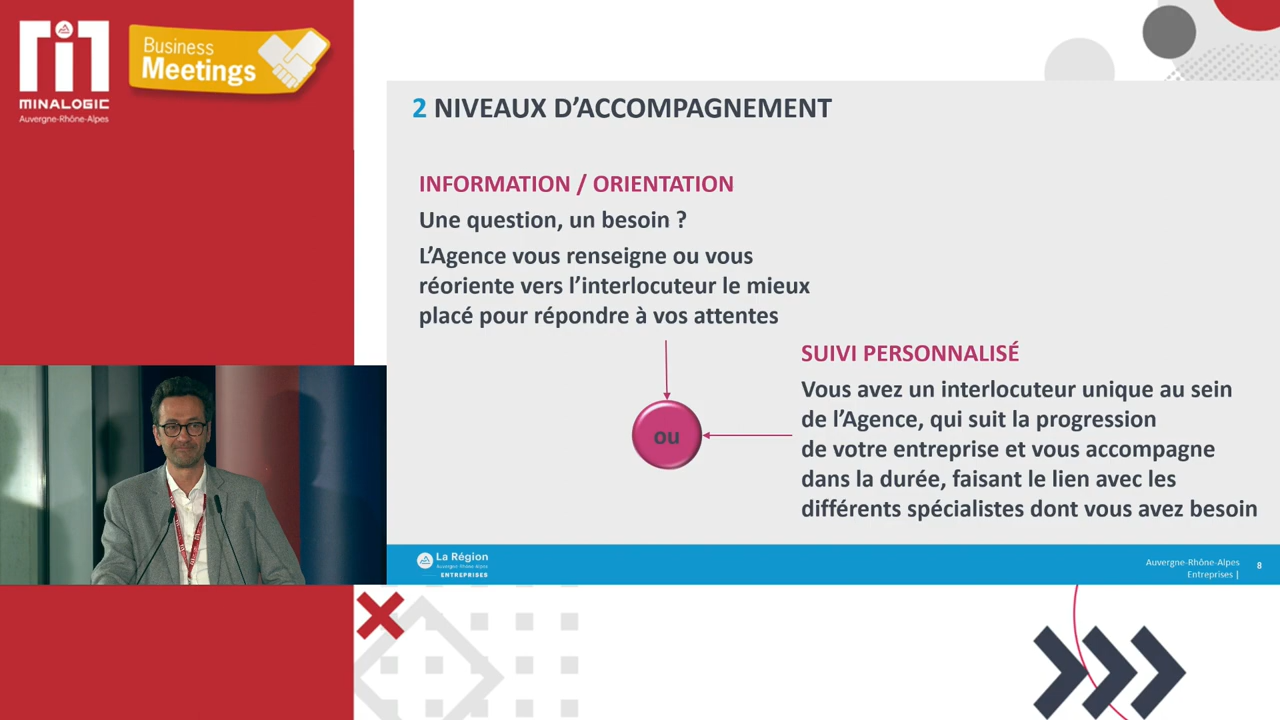 MINALOGIC
Auvergne-Rhône-Alpes
Business
Meetings
2 NIVEAUX D’ACCOMPAGNEMENT
INFORMATION / ORIENTATION
Une question, un besoin ?
L’Agence vous renseigne ou vous
réoriente vers l’interlocuteur le mieux
placé pour répondre à vos attentes
ou
SUIVI PERSONNALISÉ
Vous avez un interlocuteur unique au sein
de l’Agence, qui suit la progression
de votre entreprise et vous accompagne
dans la durée, faisant le lien avec les
différents spécialistes dont vous avez besoin
La Région
Auvergne Rhône Alpes
ENTREPRISES
Auvergne-Rhône-Alpes
Entreprises |
8